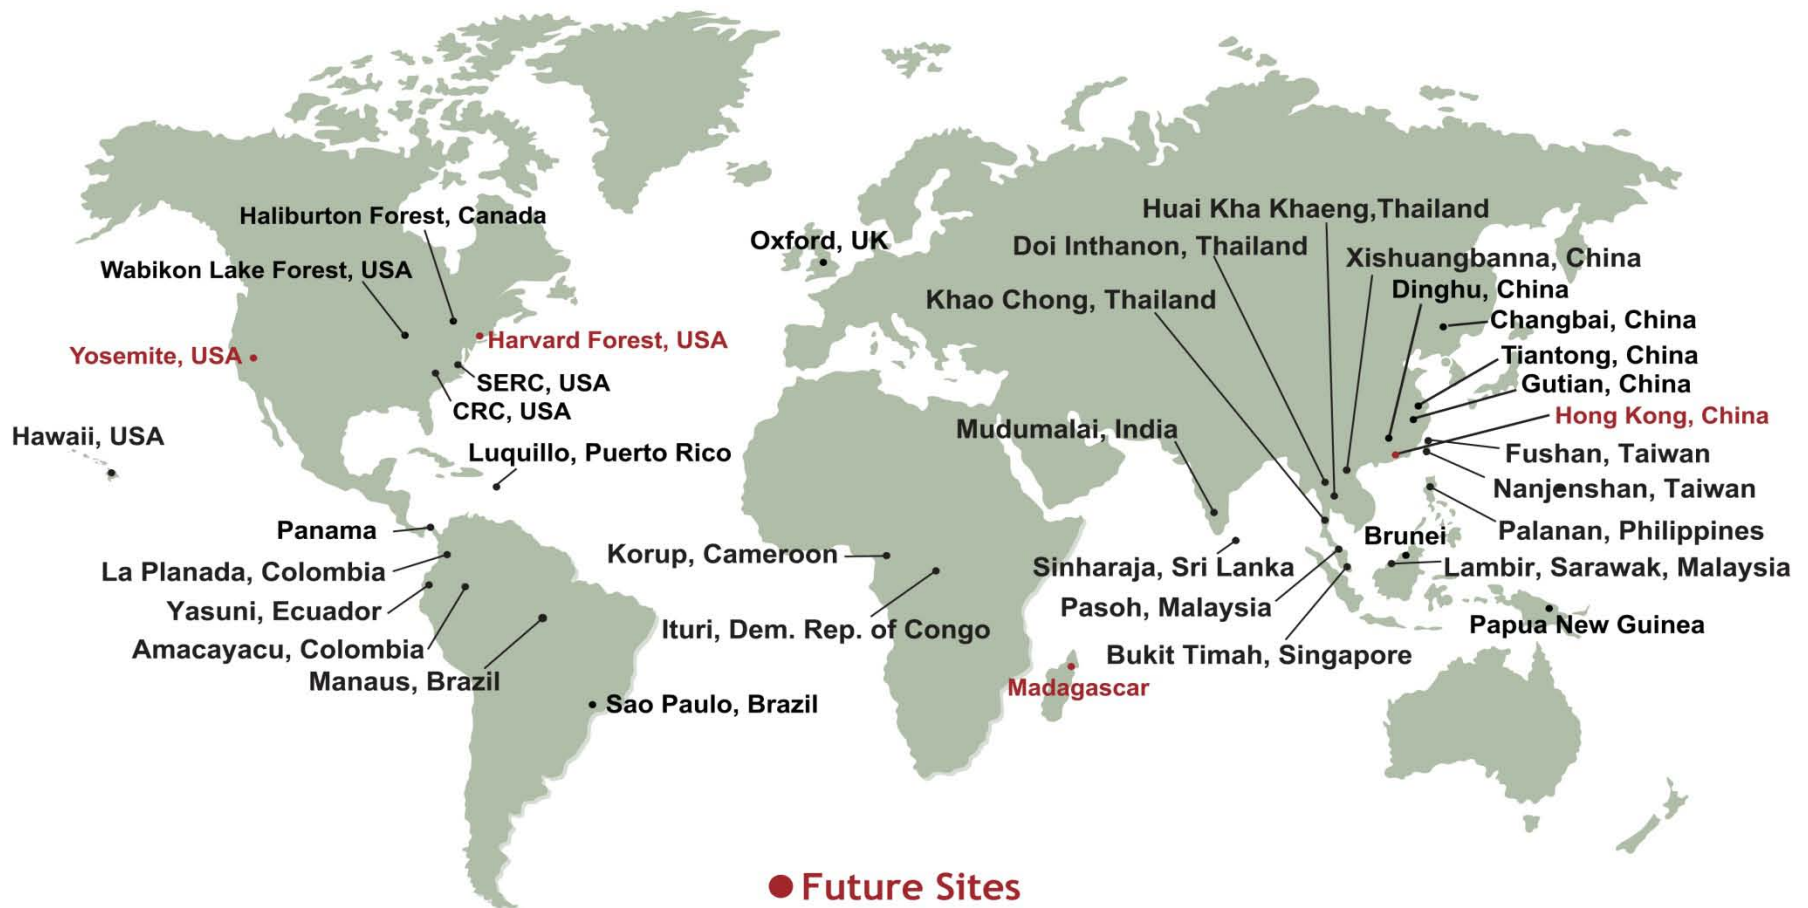 Huai Kha Khaeng,Thailand
Haliburton Forest, Canada
Oxford, UK
Doi Inthanon, Thailand
Xishuangbanna, China
Wabikon Lake Forest, USA
Dinghu, China
Khao Chong, Thailand
Changbai, China
Harvard Forest, USA
Yosemite, USA
Tiantong, China
SERC, USA
Gutian, China
CRC, USA
Hong Kong, China
Hawaii, USA
Mudumalai, India
Luquillo, Puerto Rico
Fushan, Taiwan
Nanjenshan, Taiwan
Panama
Palanan, Philippines
Brunei
Korup, Cameroon
La Planada, Colombia
Sinharaja, Sri Lanka
Lambir, Sarawak, Malaysia
Yasuni, Ecuador
Pasoh, Malaysia
Papua New Guinea
Ituri, Dem. Rep. of Congo
Amacayacu, Colombia
Bukit Timah, Singapore
Manaus, Brazil
Madagascar
Sao Paulo, Brazil
Future Sites